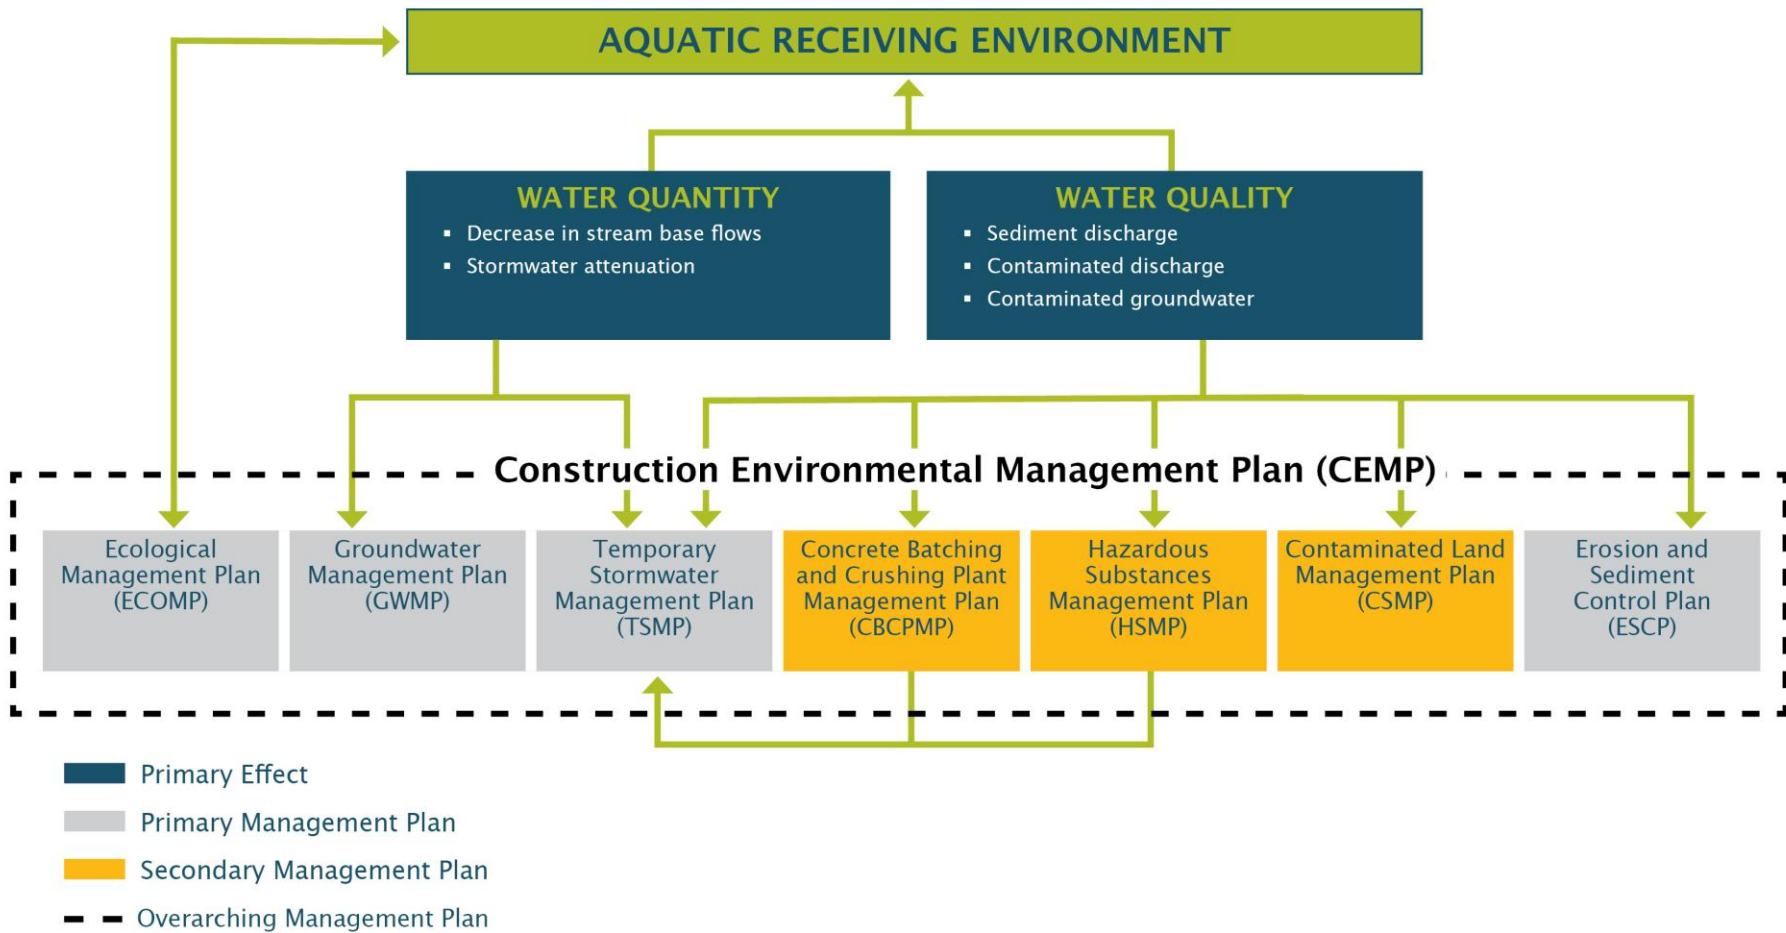 AQUATIC RECEIVING ENVIRONMENT
WATER QUANTITY
▪ Decrease in stream base flows
▪ Stormwater attenuation
WATER QUALITY
▪ Sediment discharge
▪ Contaminated discharge
▪ Contaminated groundwater
Construction Environmental Management Plan (CEMP)
Ecological
Management Plan
(ECOMP)
Groundwater
Management Plan
(GWMP)
Temporary
Stormwater
Management Plan
(TSMP)
Concrete Batching
and Crushing Plant
Management Plan
(CBCPMP)
Hazardous
Substances
Management Plan
(HSMP)
Contaminated Land
Management Plan
(CSMP)
Erosion and
Sediment
Control Plan
(ESCP)
Primary Effect
Primary Management Plan
Secondary Management Plan
Overarching Management Plan